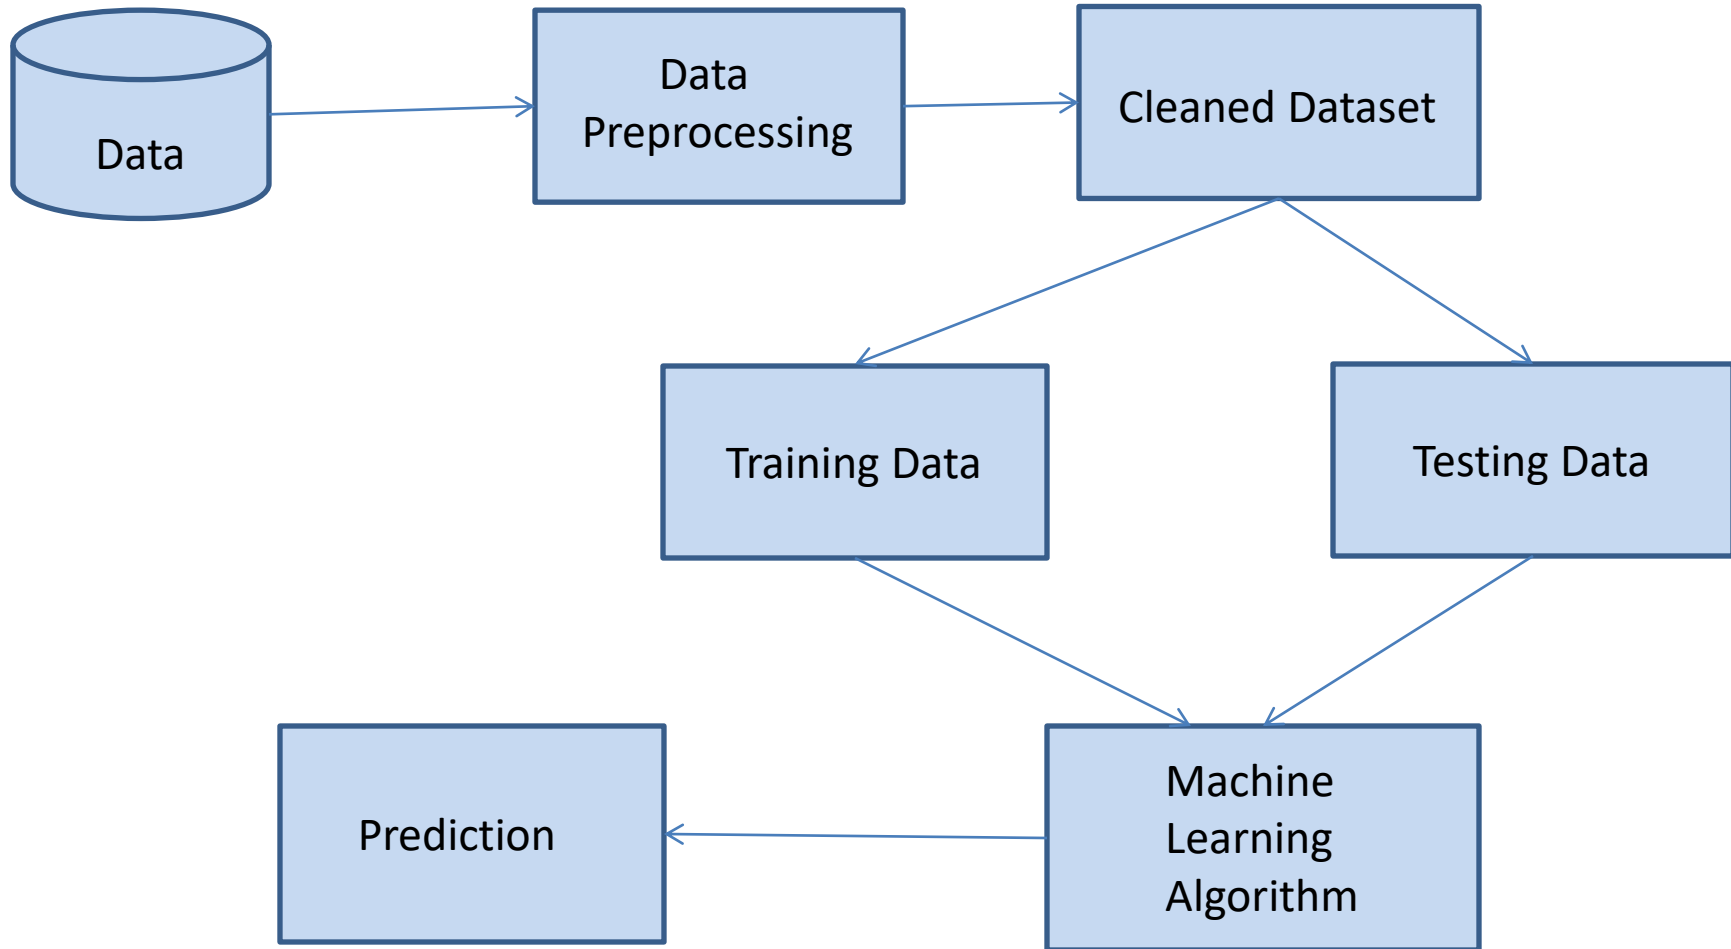 Data
Data
Preprocessing
Cleaned Dataset
Training Data
Testing Data
Prediction
Machine
Learning
Algorithm